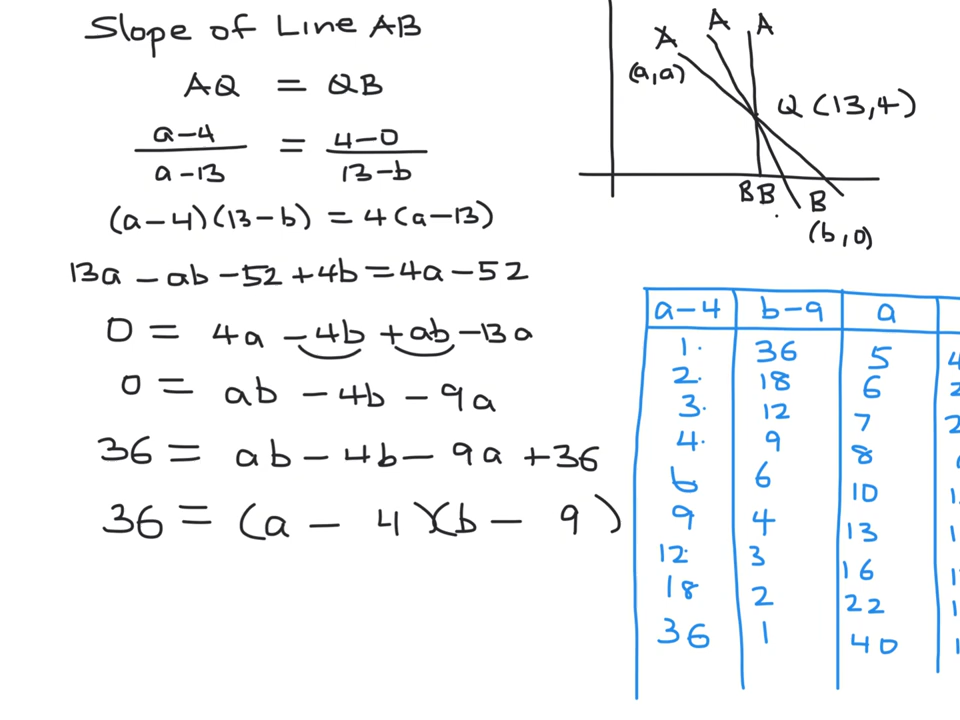 Slope of Line AB
AQ = QB
a-4/a-13 = 4-0/13-b
(a-4)(13-b) = 4(a-13)
13a - ab - 52 + 4b = 4a - 52
0 = 4a - 4b + ab - 13a
0 = ab - 4b - 9a
36 = ab - 4b - 9a + 36
36 = (a - 4)(b - 9)
A A A
(a,a)
Q (13,4)
B B B
(b,0)
a-4 b-9 a
1. 36 5
2. 18 6
3. 12 7
4. 9 8
6 6 10
9 4 13
12 3 16
18 2 22
36 1 40